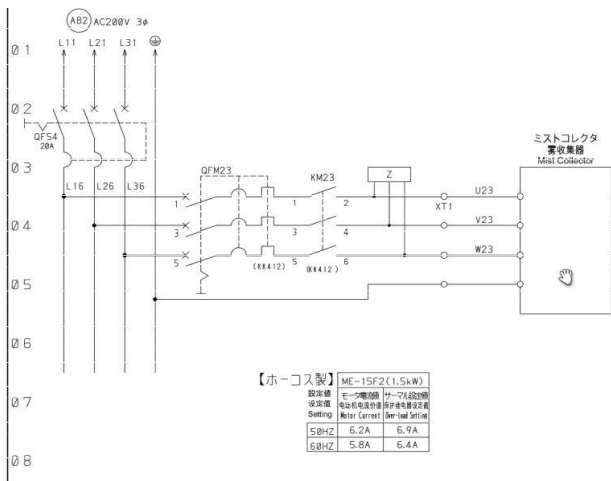 AB2 AC200V 3φ
01 L11 L21 L31
02
QF54
20A
03
ミストコレクタ
雾收集器
Mist Collector
QFM23 KM23 Z
L16 L26 L36
1 1 2 XT1 U23
04 3 3 4 V23
5 (KK412) 5 (KK412) 6 W23
05
06
【ホーコス製】 ME-15F2(1.5kW)
設定値 モータ電流値 サーマル設定値
设定值 电动机电流价值 保护继电器设定值
Setting Motor Current Over-load Setting
07
50HZ 6.2A 6.9A
60HZ 5.8A 6.4A
08